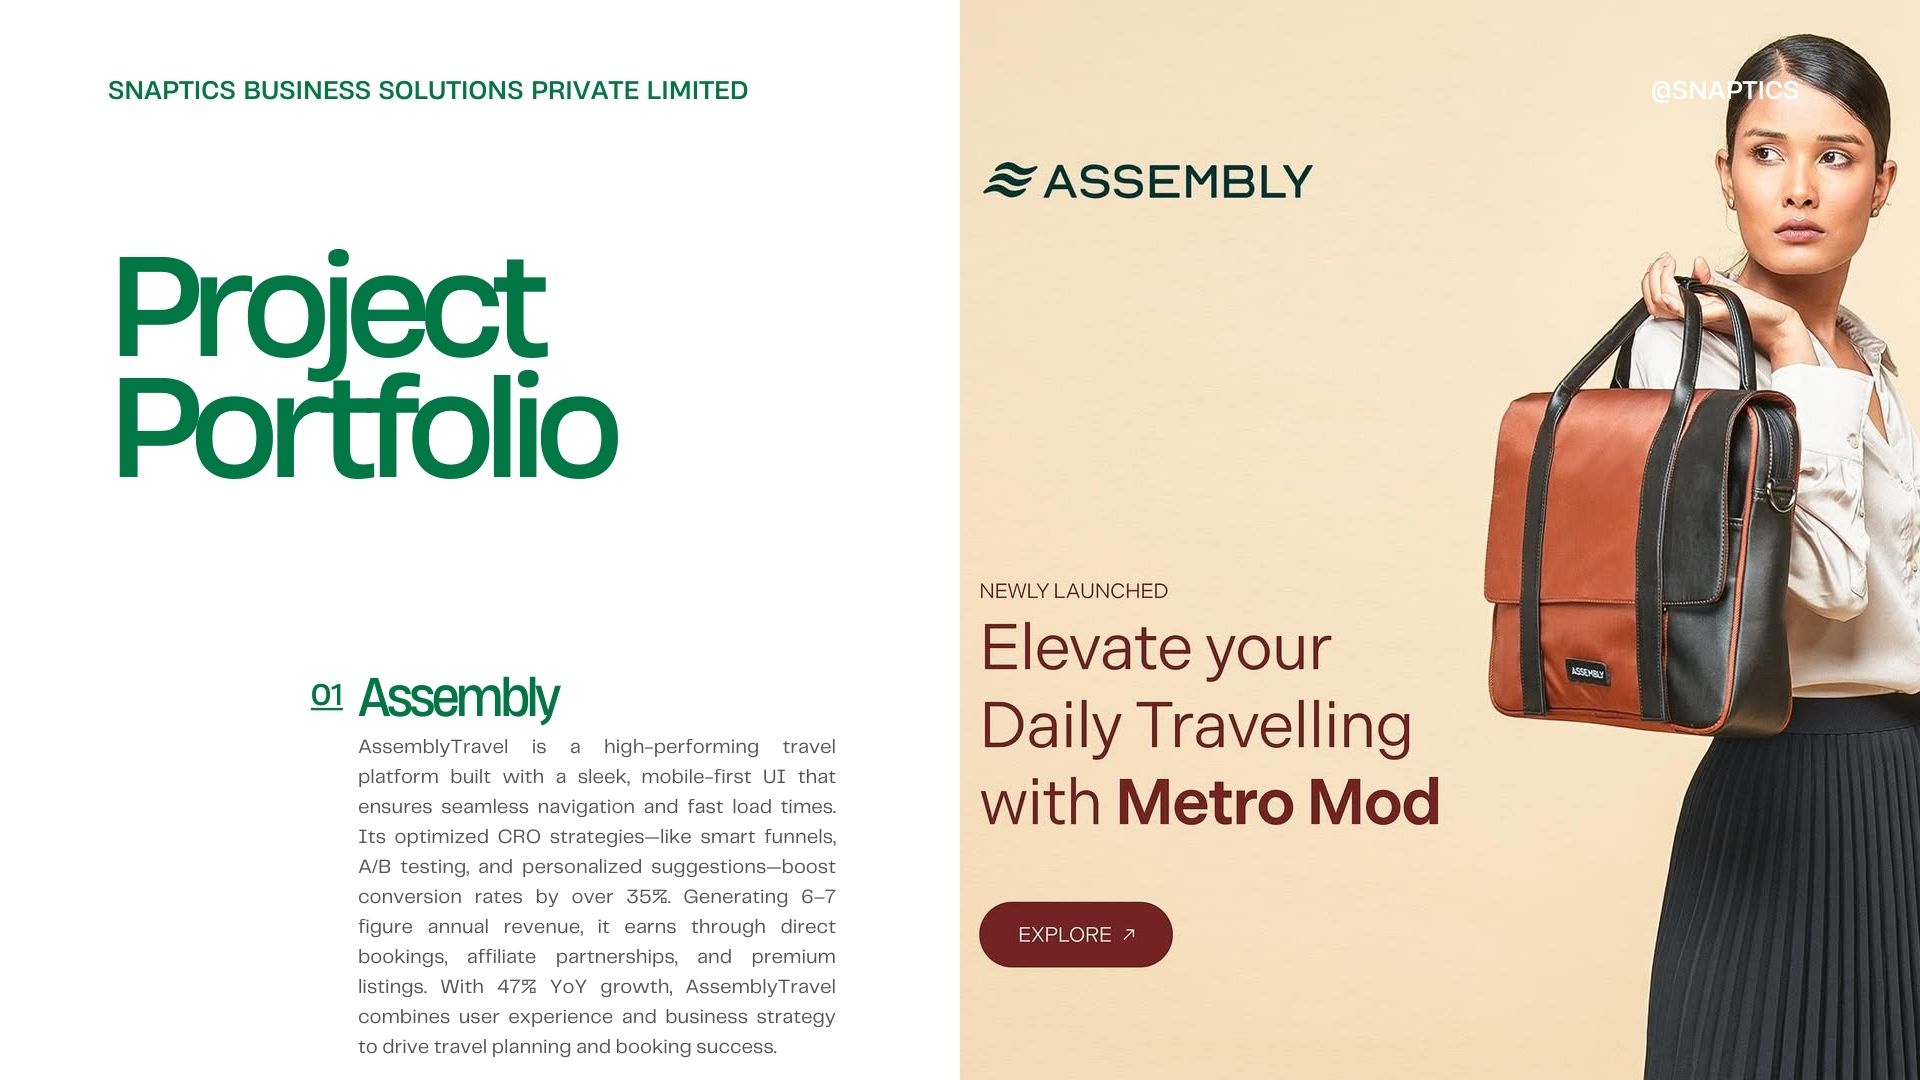 SNAPTICS BUSINESS SOLUTIONS PRIVATE LIMITED
Project
Portfolio
01 Assembly
AssemblyTravel is a high-performing travel
platform built with a sleek, mobile-first UI that
ensures seamless navigation and fast load times.
Its optimized CRO strategies—like smart funnels,
A/B testing, and personalized suggestions—boost
conversion rates by over 35%. Generating 6–7
figure annual revenue, it earns through direct
bookings, affiliate partnerships, and premium
listings. With 47% YoY growth, AssemblyTravel
combines user experience and business strategy
to drive travel planning and booking success.
@SNAPTICS
ASSEMBLY
NEWLY LAUNCHED
Elevate your
Daily Travelling
with Metro Mod
EXPLORE ↗
ASSEMBLY